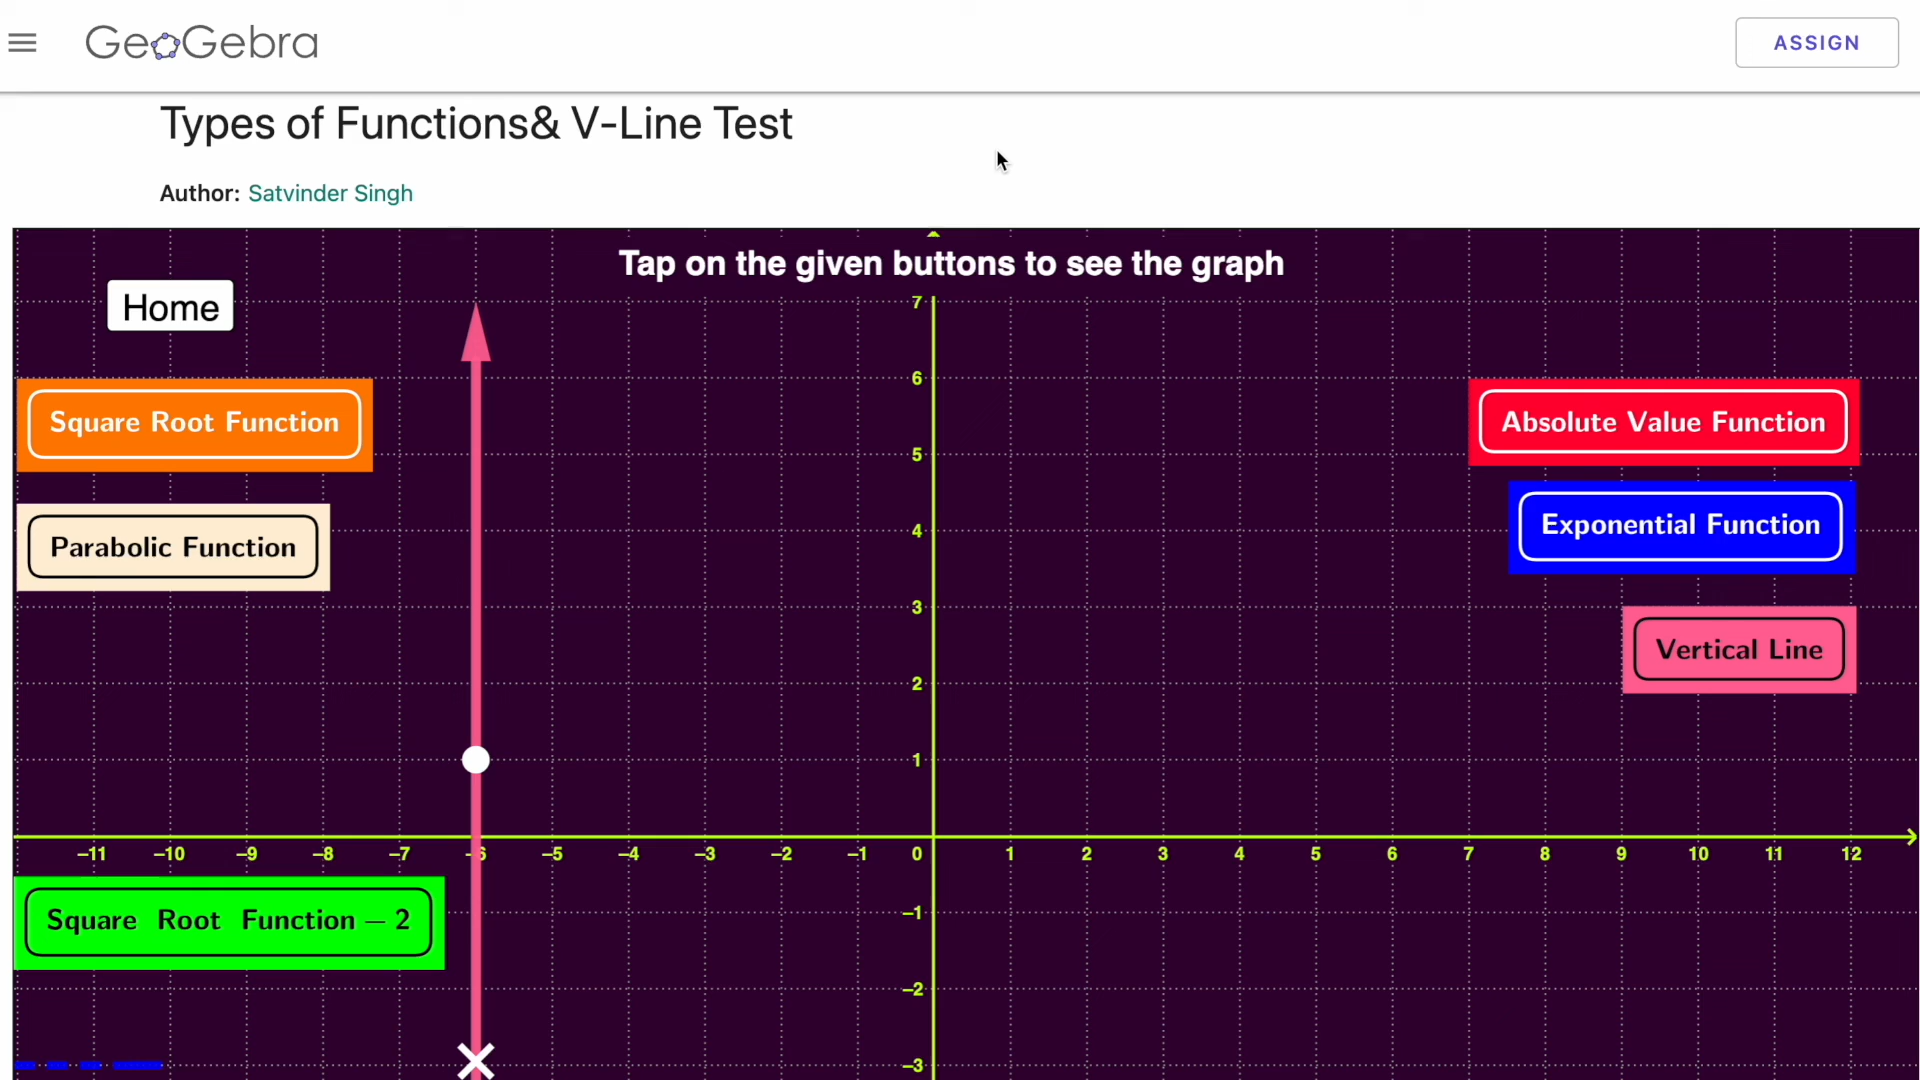 GeoGebra
ASSIGN
Types of Functions& V-Line Test
Author: Satvinder Singh
Tap on the given buttons to see the graph
Home
7
6
Square Root Function
Absolute Value Function
5
Parabolic Function
4
Exponential Function
3
Vertical Line
2
1
–11 –10 –9 –8 –7 –6 –5 –4 –3 –2 –1 0 1 2 3 4 5 6 7 8 9 10 11 12
Square Root Function – 2
–1
–2
–3